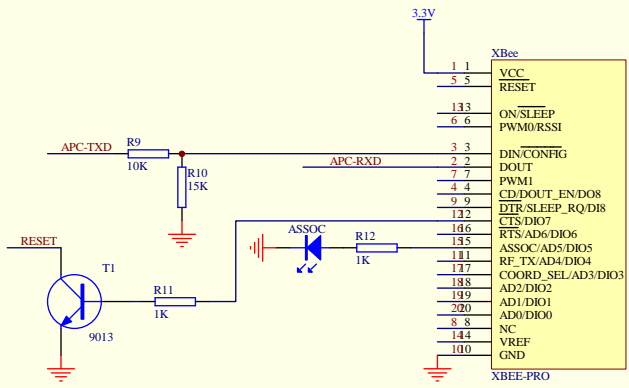 3.3V
XBee
1 1 VCC
5 5 RESET
13 13 ON/SLEEP
6 6 PWM0/RSSI
APC-TXD R9 10K 3 3 DIN/CONFIG
APC-RXD 2 2 DOUT
R10 15K
7 7 PWM1
4 4 CD/DOUT_EN/DO8
9 9 DTR/SLEEP_RQ/DI8
12 12 CTS/DIO7
16 16 RTS/AD6/DIO6
ASSOC R12 1K 15 15 ASSOC/AD5/DIO5
11 11 RF_TX/AD4/DIO4
17 17 COORD_SEL/AD3/DIO3
18 18 AD2/DIO2
19 19 AD1/DIO1
20 20 AD0/DIO0
8 8 NC
14 14 VREF
10 10 GND
XBEE-PRO
RESET
T1
9013
R11
1K